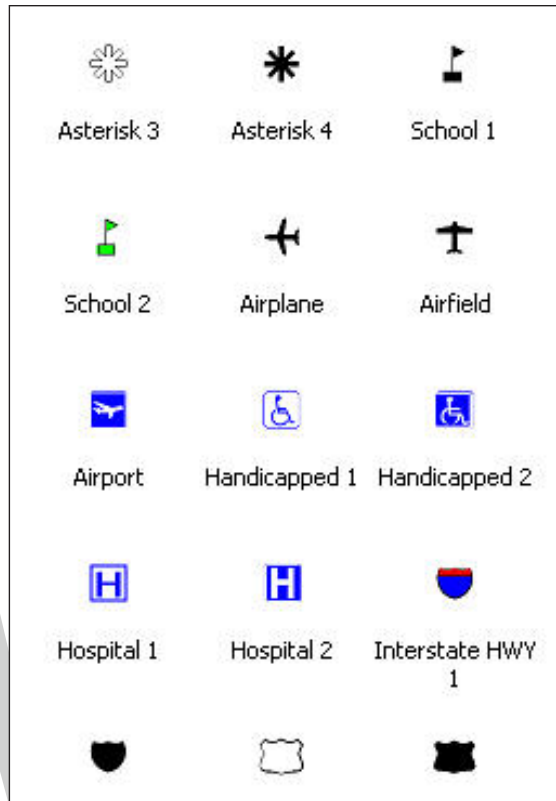 Asterisk 3 Asterisk 4 School 1
School 2 Airplane Airfield
Airport Handicapped 1 Handicapped 2
H H
Hospital 1 Hospital 2 Interstate HWY
1